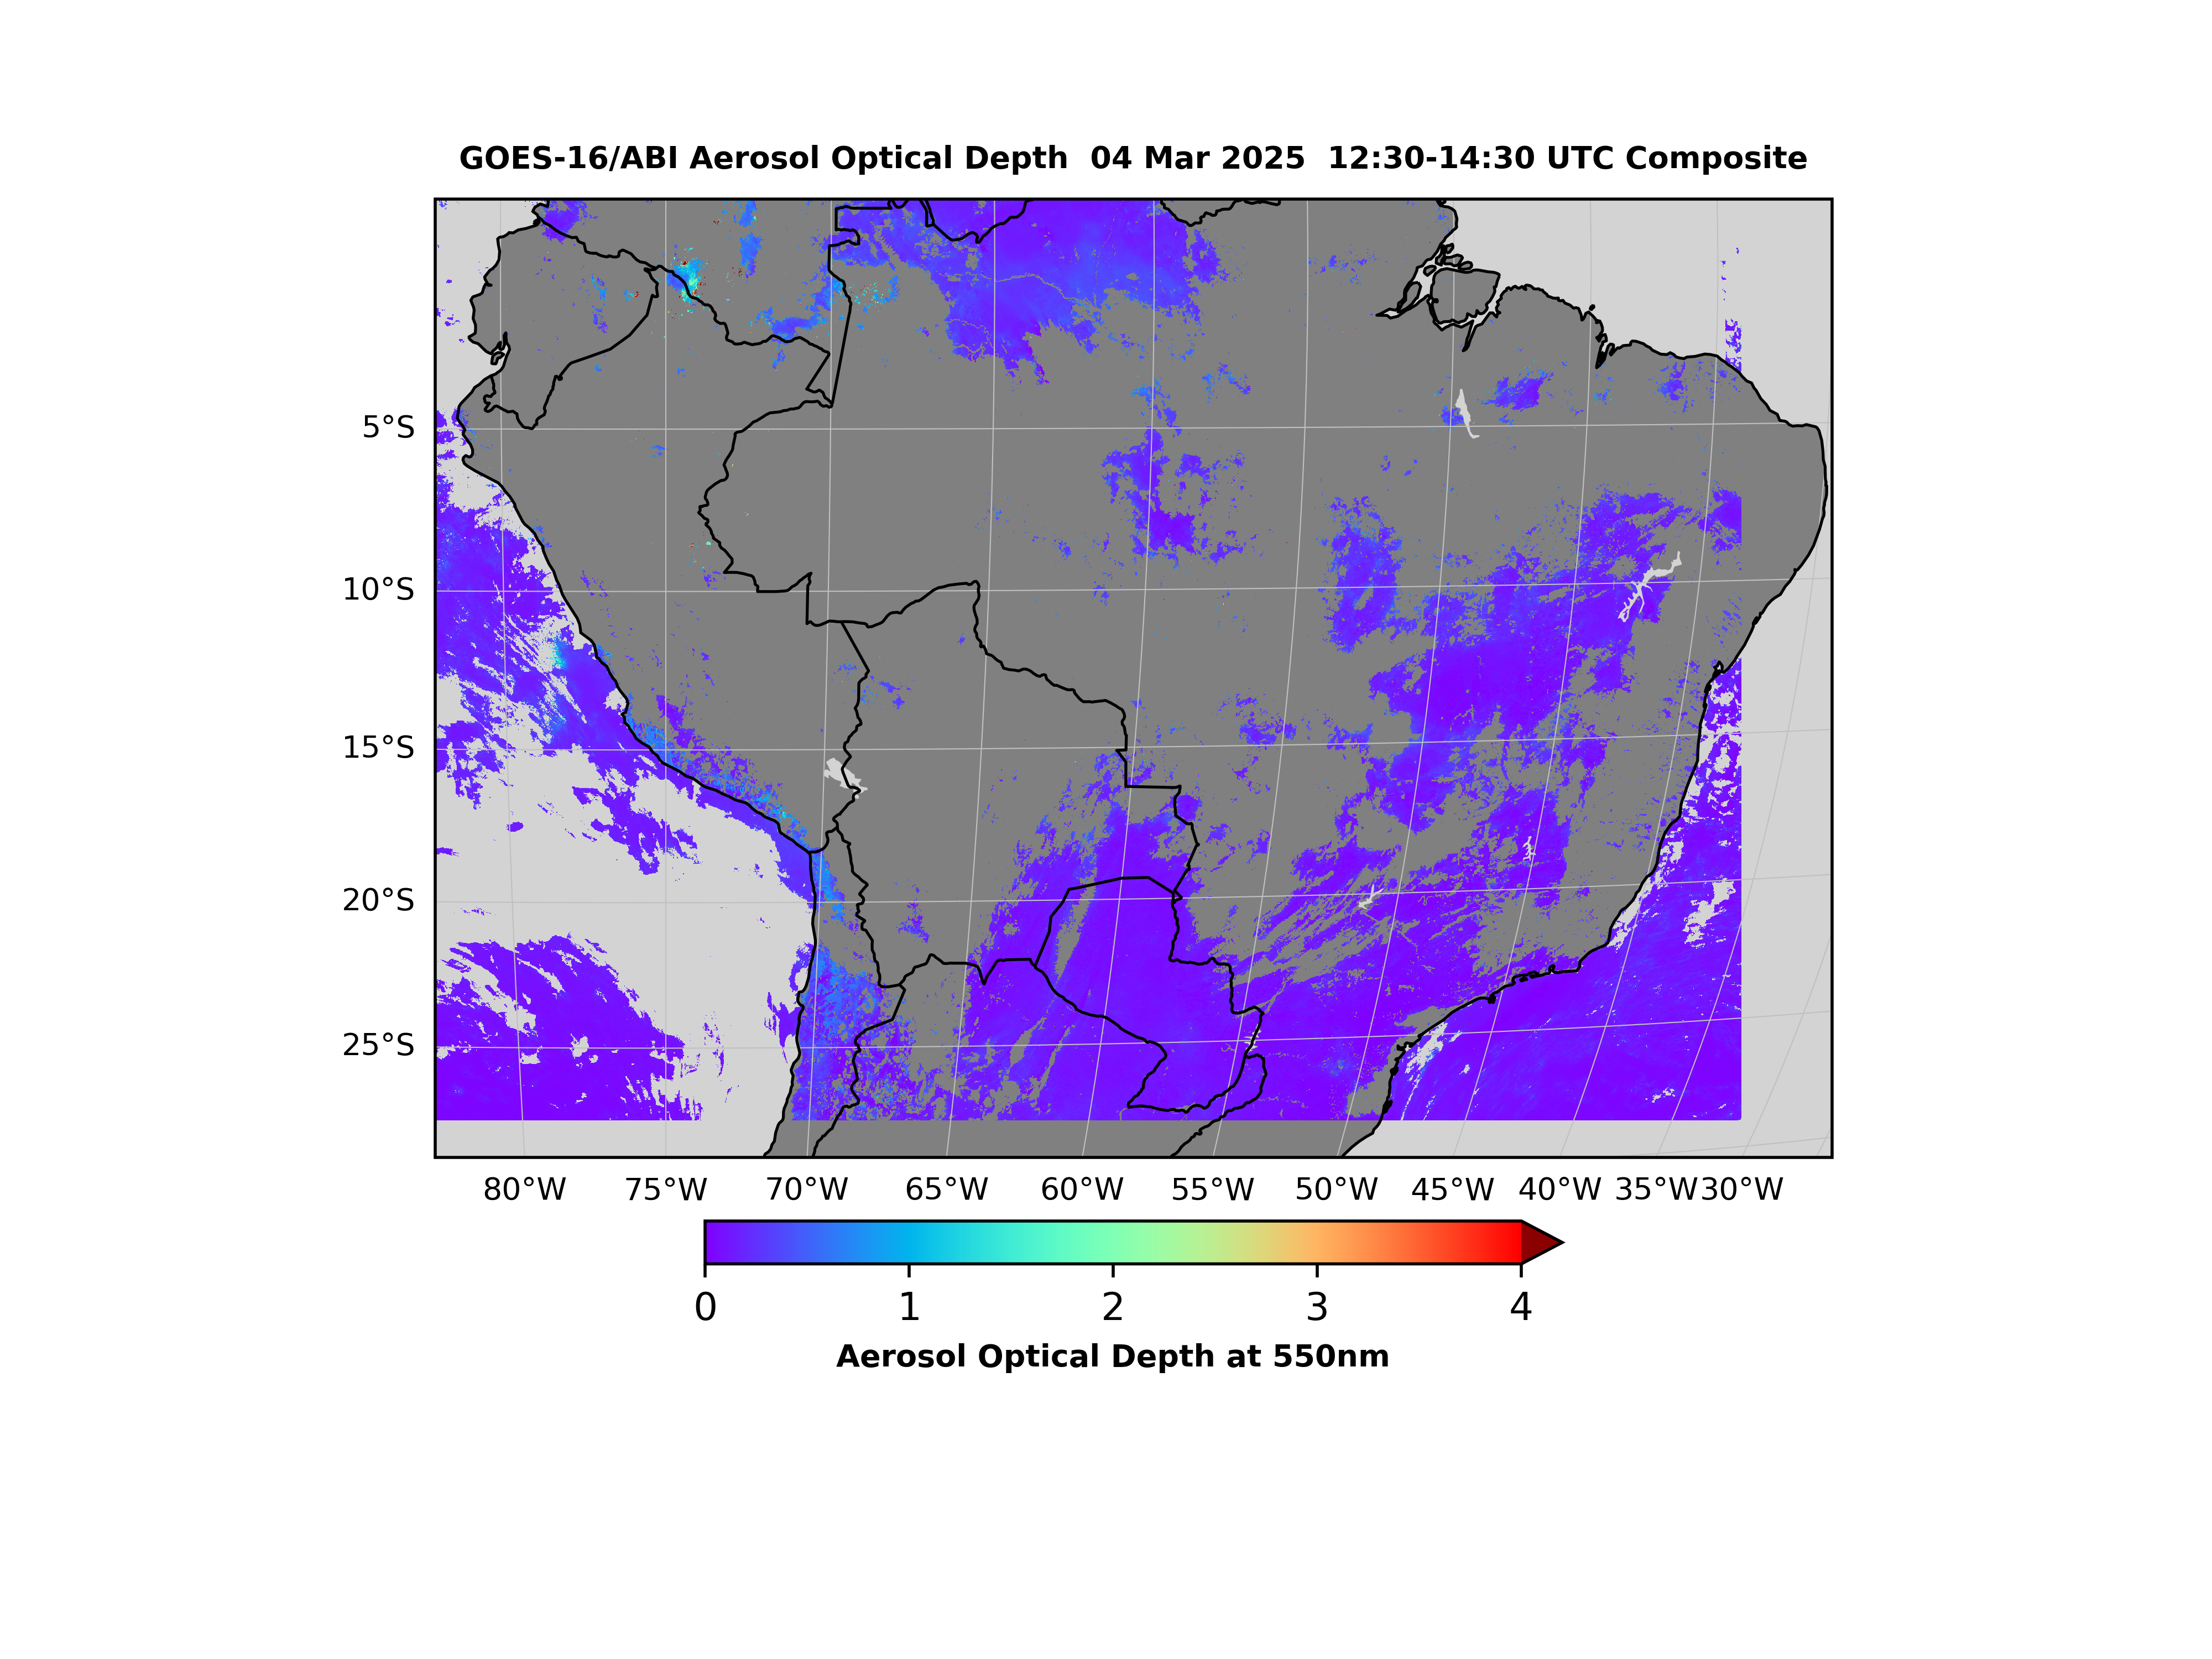 GOES-16/ABI Aerosol Optical Depth  04 Mar 2025  12:30-14:30 UTC Composite
5°S
10°S
15°S
20°S
25°S
80°W 75°W 70°W 65°W 60°W 55°W 50°W 45°W 40°W 35°W 30°W
0 1 2 3 4
Aerosol Optical Depth at 550nm